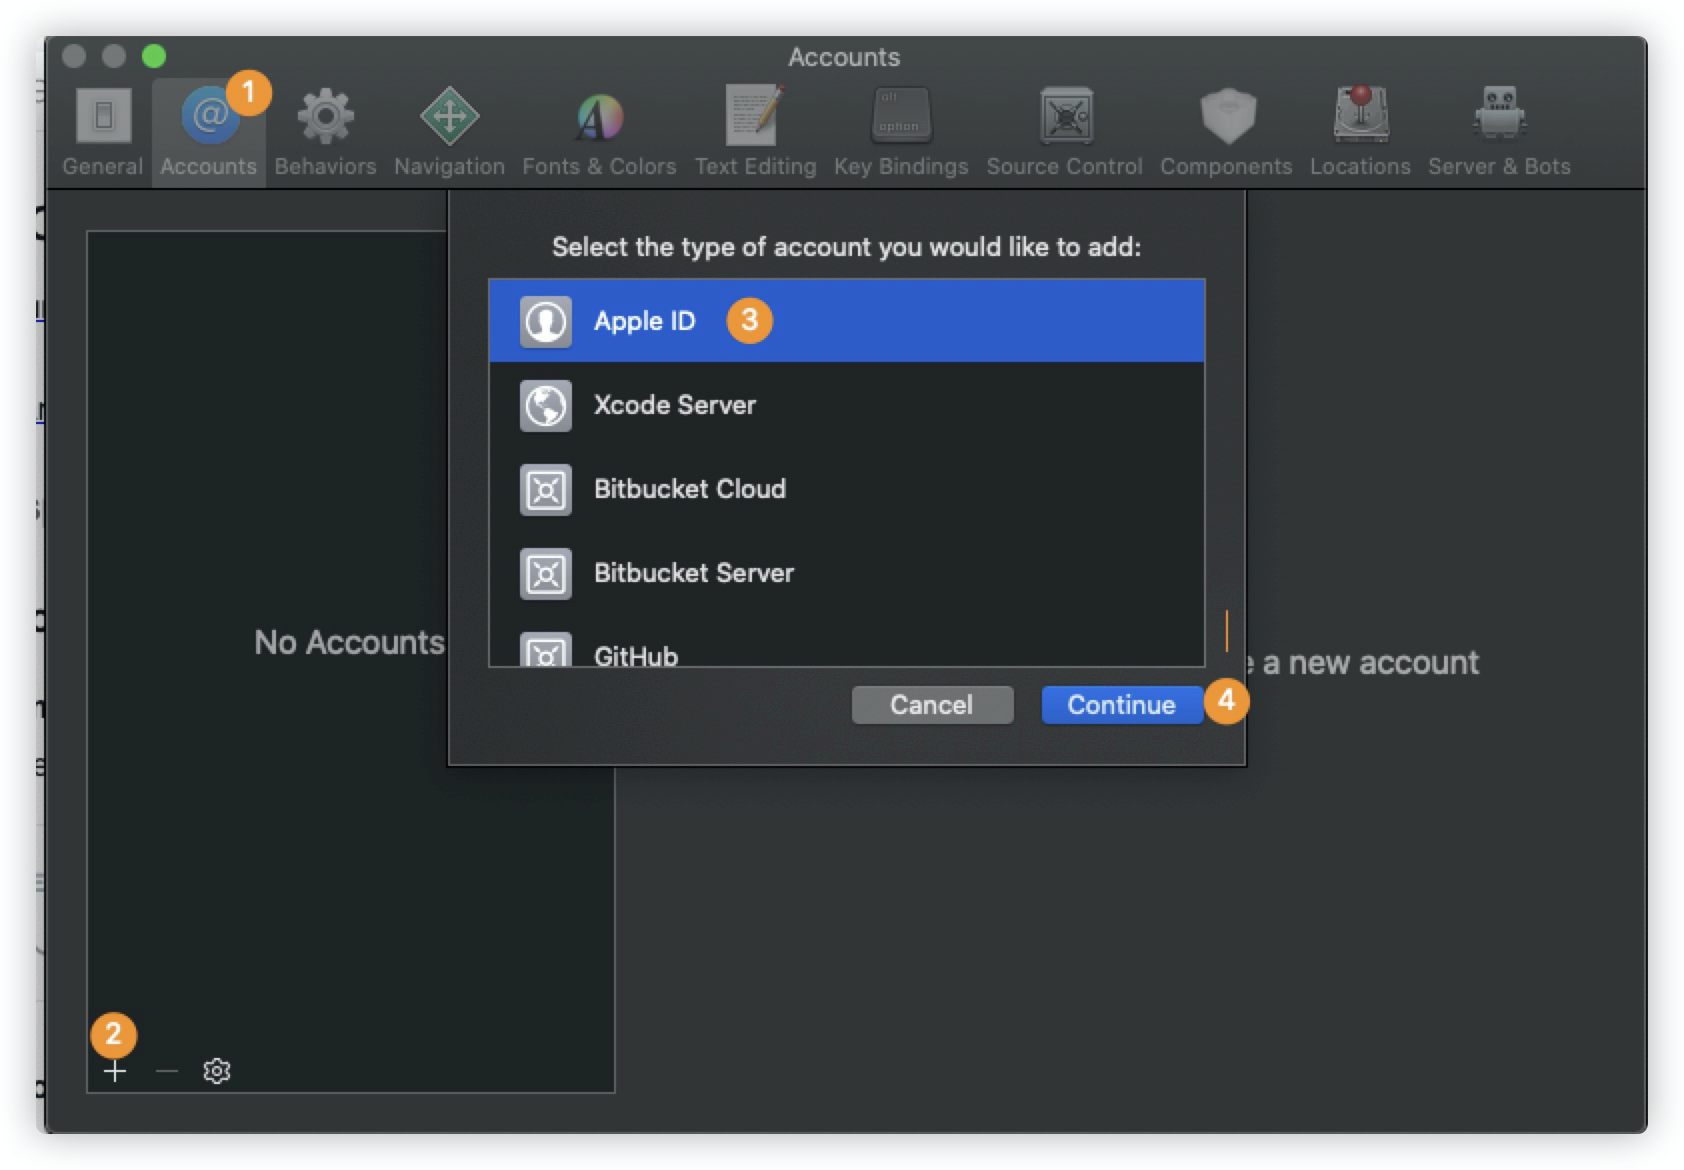 Accounts
1
alt
option
General Accounts Behaviors Navigation Fonts & Colors Text Editing Key Bindings Source Control Components Locations Server & Bots
Select the type of account you would like to add:
Apple ID 3
Xcode Server
Bitbucket Cloud
Bitbucket Server
GitHub
No Accounts
a new account
Cancel Continue 4
2